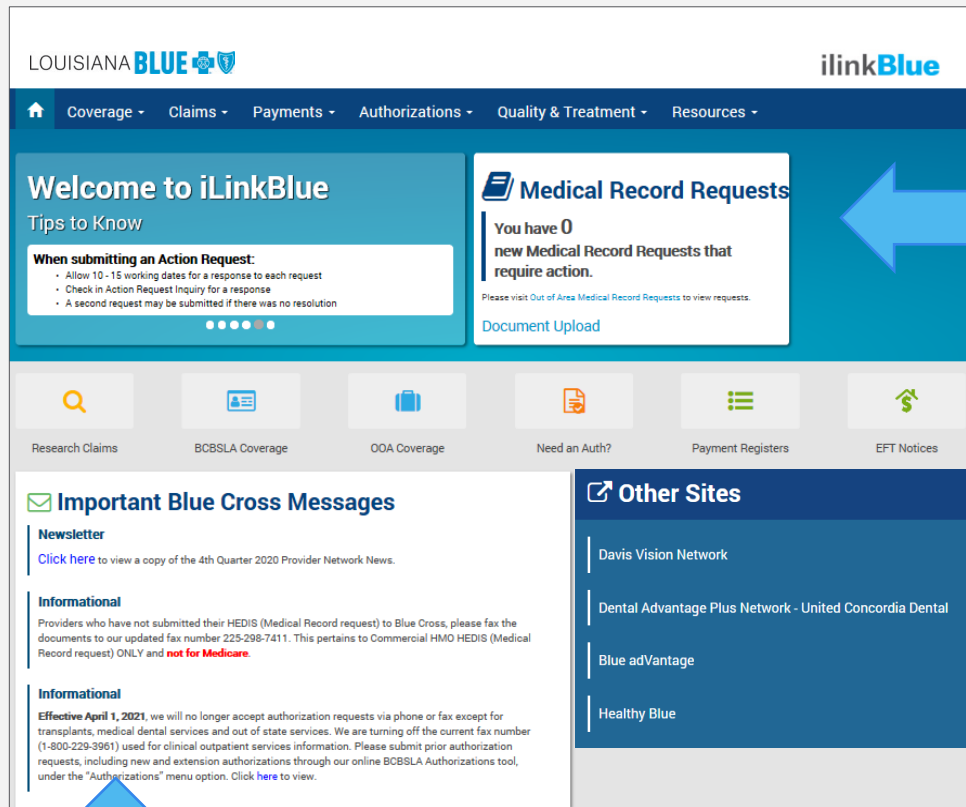 LOUISIANA BLUE
ilinkBlue
Coverage Claims Payments Authorizations Quality & Treatment Resources
Welcome to iLinkBlue
Tips to Know
When submitting an Action Request:
• Allow 10 - 15 working dates for a response to each request
• Check in Action Request Inquiry for a response
• A second request may be submitted if there was no resolution
Medical Record Requests
You have 0
new Medical Record Requests that
require action.
Please visit Out of Area Medical Record Requests to view requests.
Document Upload
Research Claims
BCBSLA Coverage
OOA Coverage
Need an Auth?
Payment Registers
EFT Notices
Important Blue Cross Messages
Newsletter
Click here to view a copy of the 4th Quarter 2020 Provider Network News.
Informational
Providers who have not submitted their HEDIS (Medical Record request) to Blue Cross, please fax the
documents to our updated fax number 225-298-7411. This pertains to Commercial HMO HEDIS (Medical
Record request) ONLY and not for Medicare.
Informational
Effective April 1, 2021, we will no longer accept authorization requests via phone or fax except for
transplants, medical dental services and out of state services. We are turning off the current fax number
(1-800-229-3961) used for clinical outpatient services information. Please submit prior authorization
requests, including new and extension authorizations through our online BCBSLA Authorizations tool,
under the "Authorizations" menu option. Click here to view.
Other Sites
Davis Vision Network
Dental Advantage Plus Network - United Concordia Dental
Blue adVantage
Healthy Blue